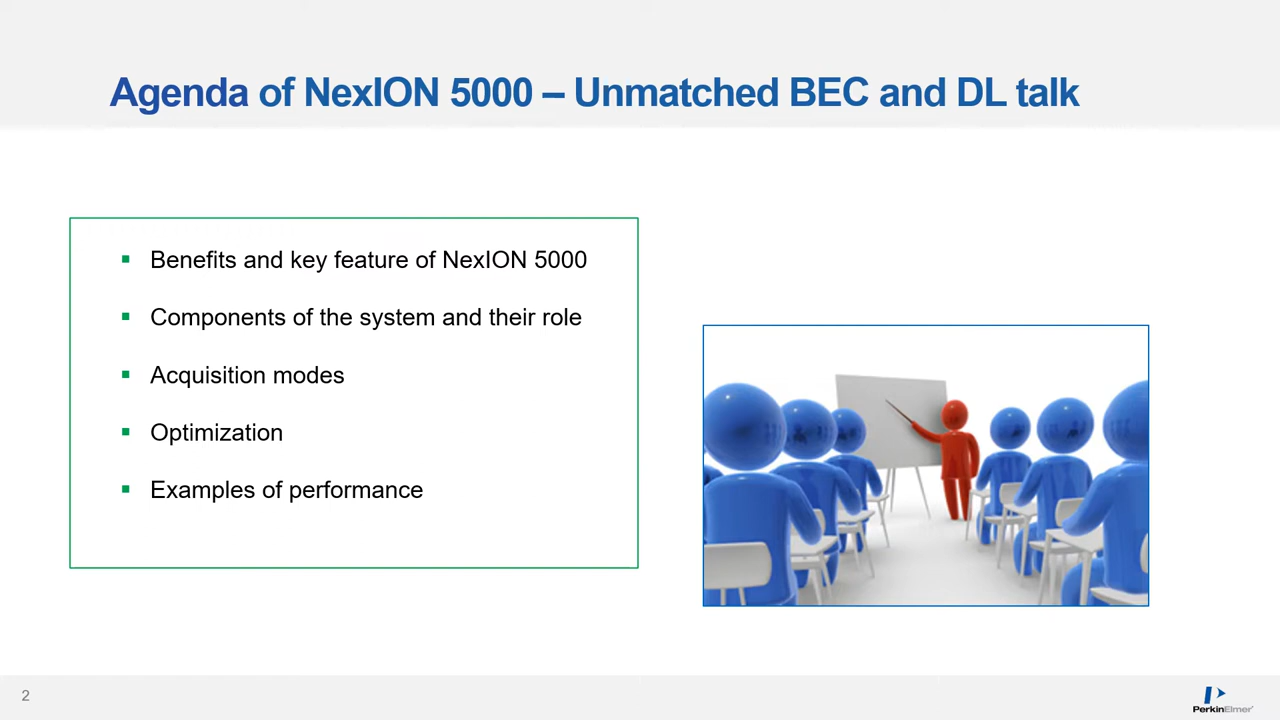 Agenda of NexION 5000 – Unmatched BEC and DL talk
▪ Benefits and key feature of NexION 5000
▪ Components of the system and their role
▪ Acquisition modes
▪ Optimization
▪ Examples of performance
2
PerkinElmer